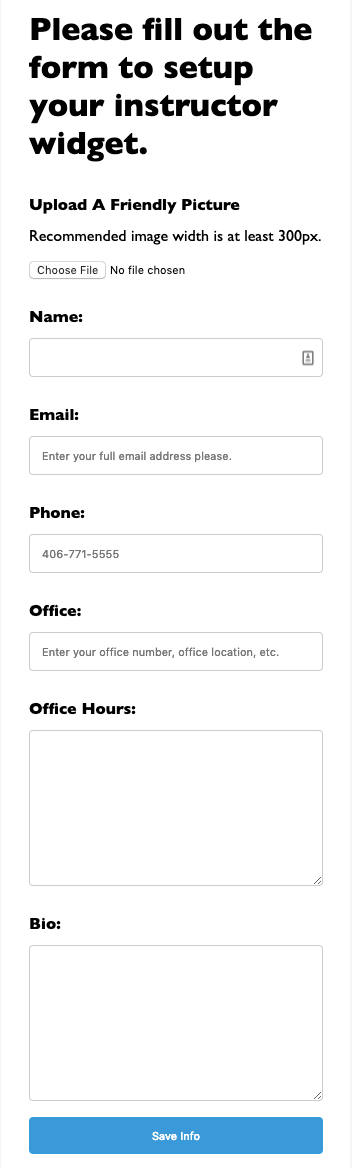 Please fill out the
form to setup
your instructor
widget.
Upload A Friendly Picture
Recommended image width is at least 300px.
Choose File No file chosen
Name:
Email:
Enter your full email address please.
Phone:
406-771-5555
Office:
Enter your office number, office location, etc.
Office Hours:
Bio:
Save Info